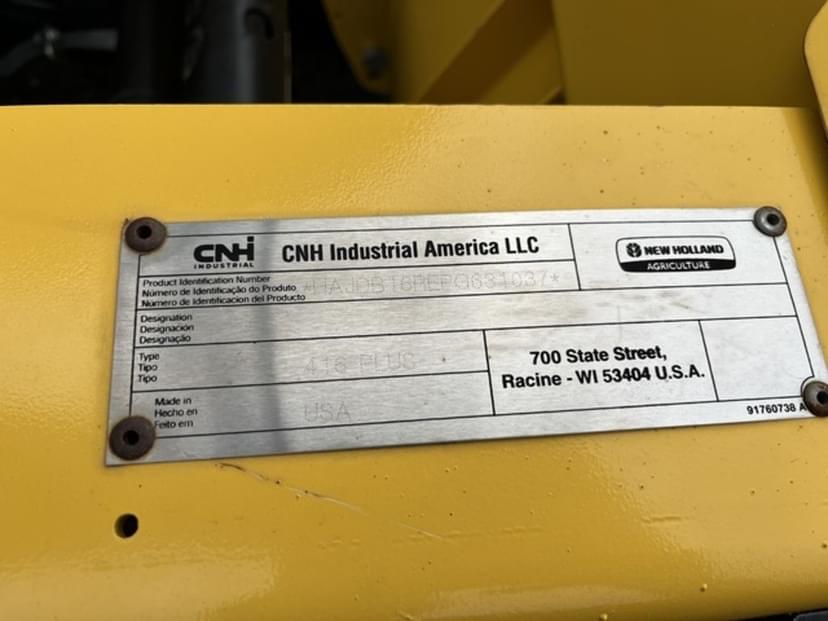 CNH
INDUSTRIAL
CNH Industrial America LLC
NEW HOLLAND
AGRICULTURE
Product Identification Number
Número de Identificação do Produto
Número de Identificacion del Producto
Designation
Designación
Designação
Type
Tipo
Tipo
416 PLUS
700 State Street,
Racine - WI 53404 U.S.A.
Made in
Hecho en
Feito em
USA
91760738 A